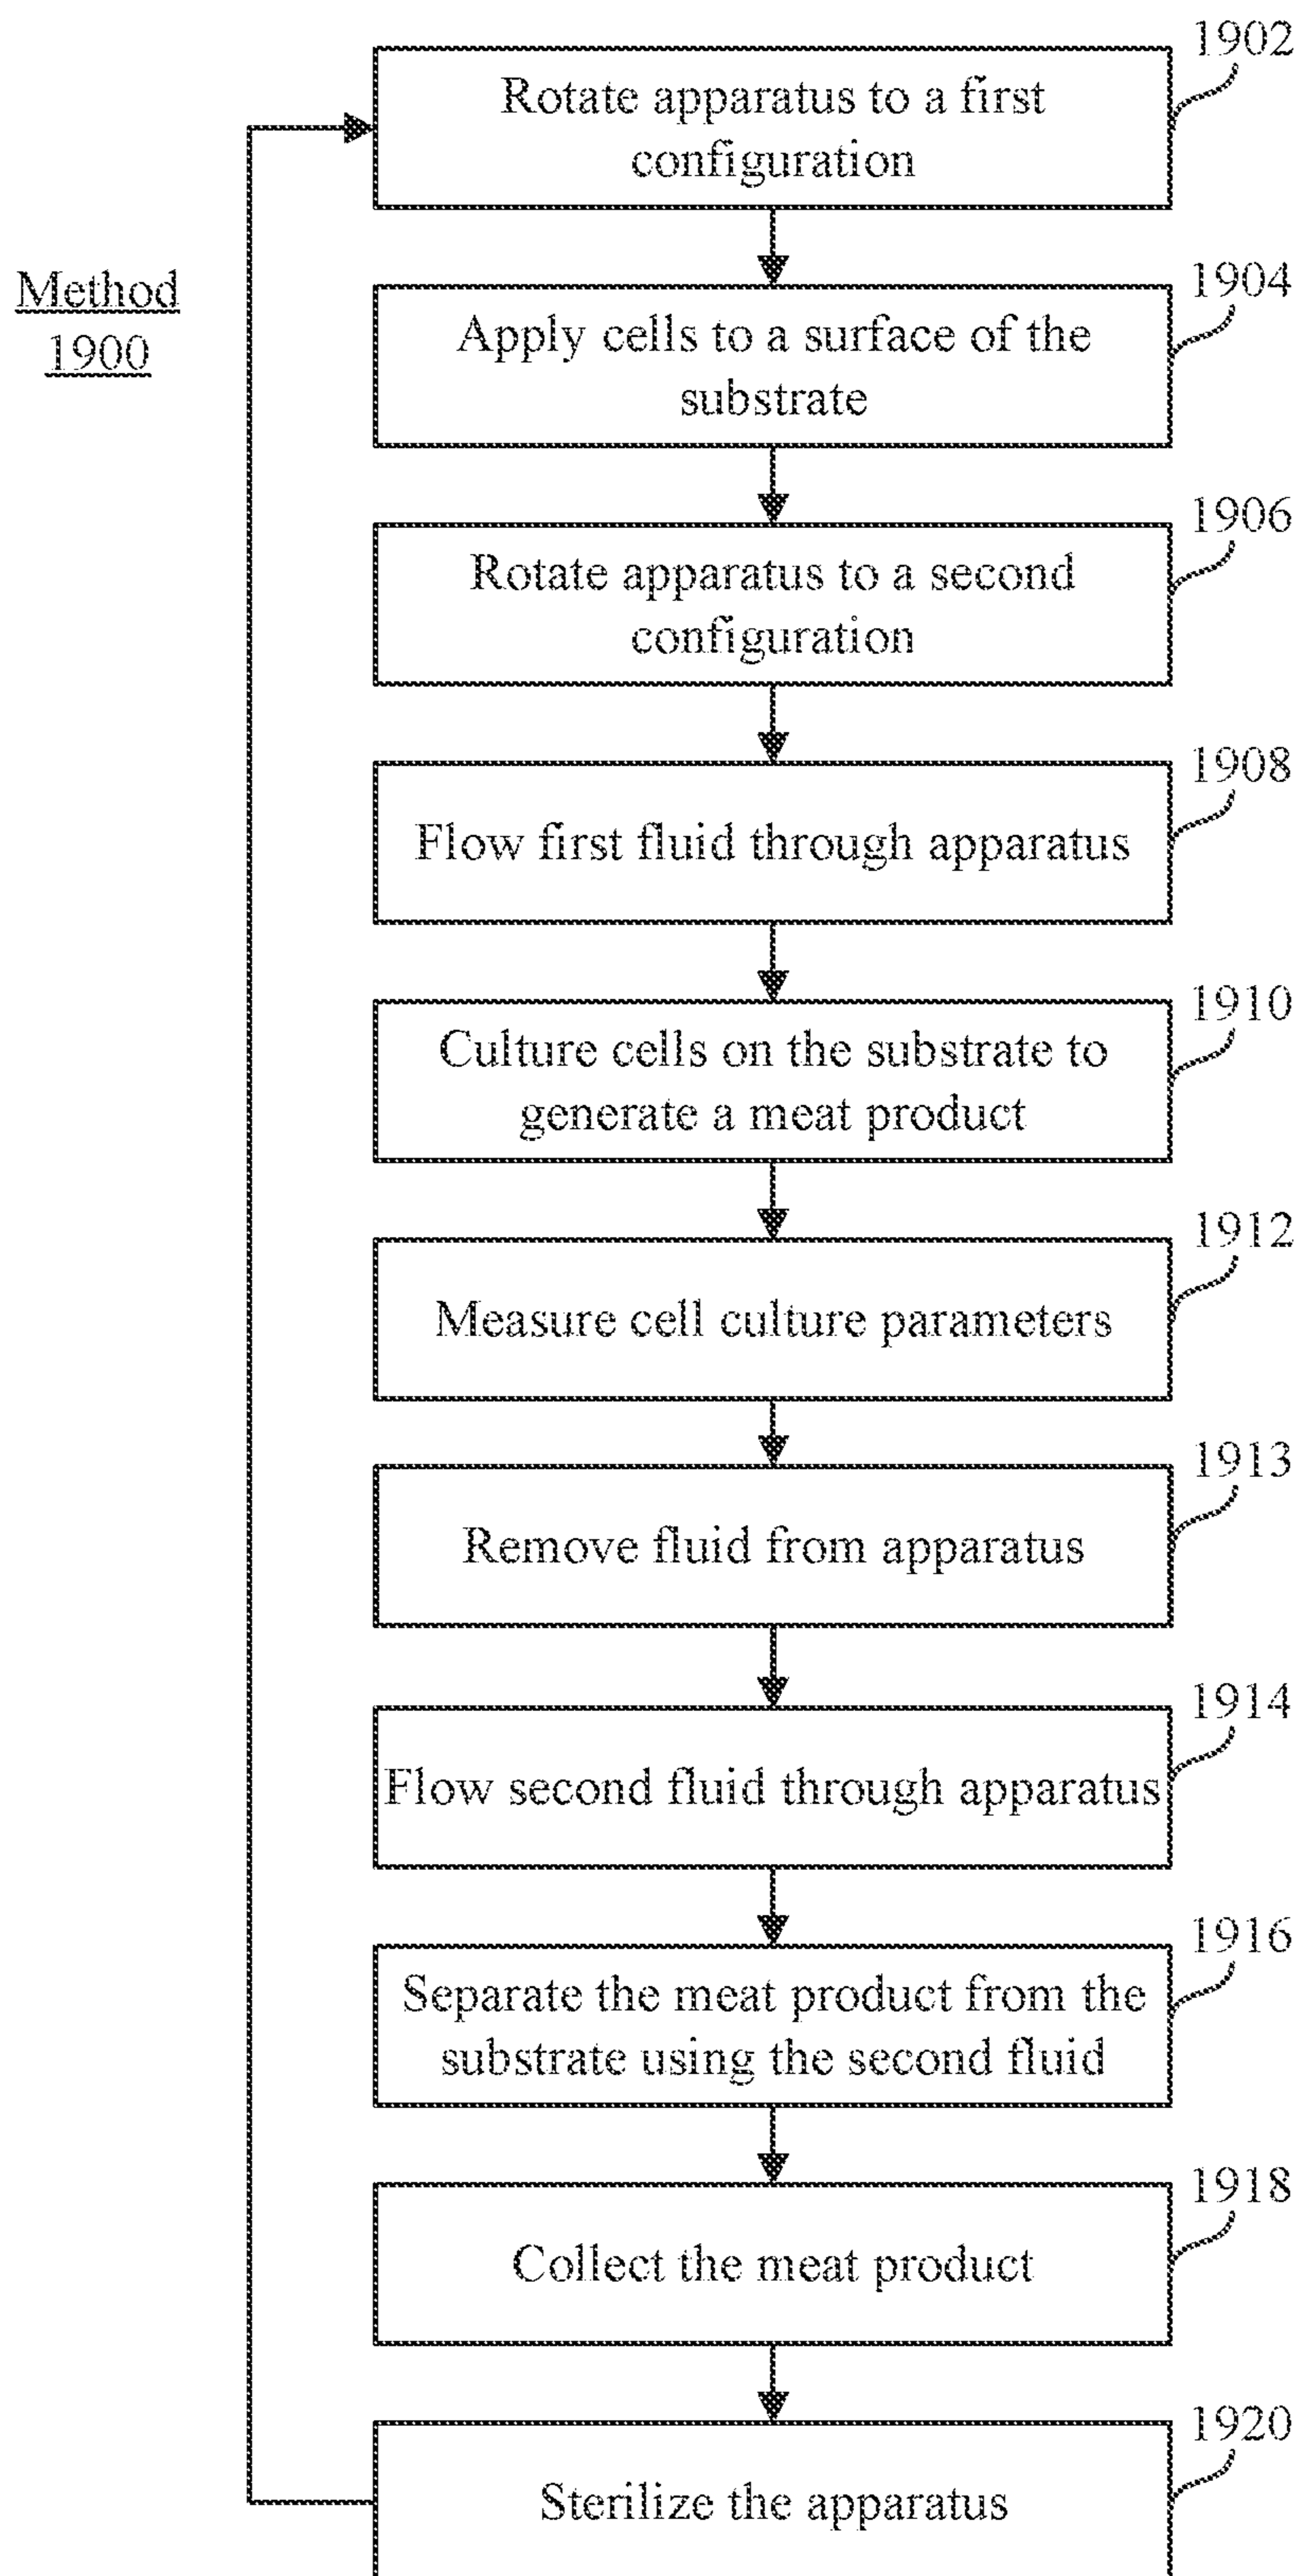 1902
Rotate apparatus to a first
configuration
Method
1900
1904
Apply cells to a surface of the
substrate
1906
Rotate apparatus to a second
configuration
1908
Flow first fluid through apparatus
1910
Culture cells on the substrate to
generate a meat product
1912
Measure cell culture parameters
1913
Remove fluid from apparatus
1914
Flow second fluid through apparatus
1916
Separate the meat product from the
substrate using the second fluid
1918
Collect the meat product
1920
Sterilize the apparatus